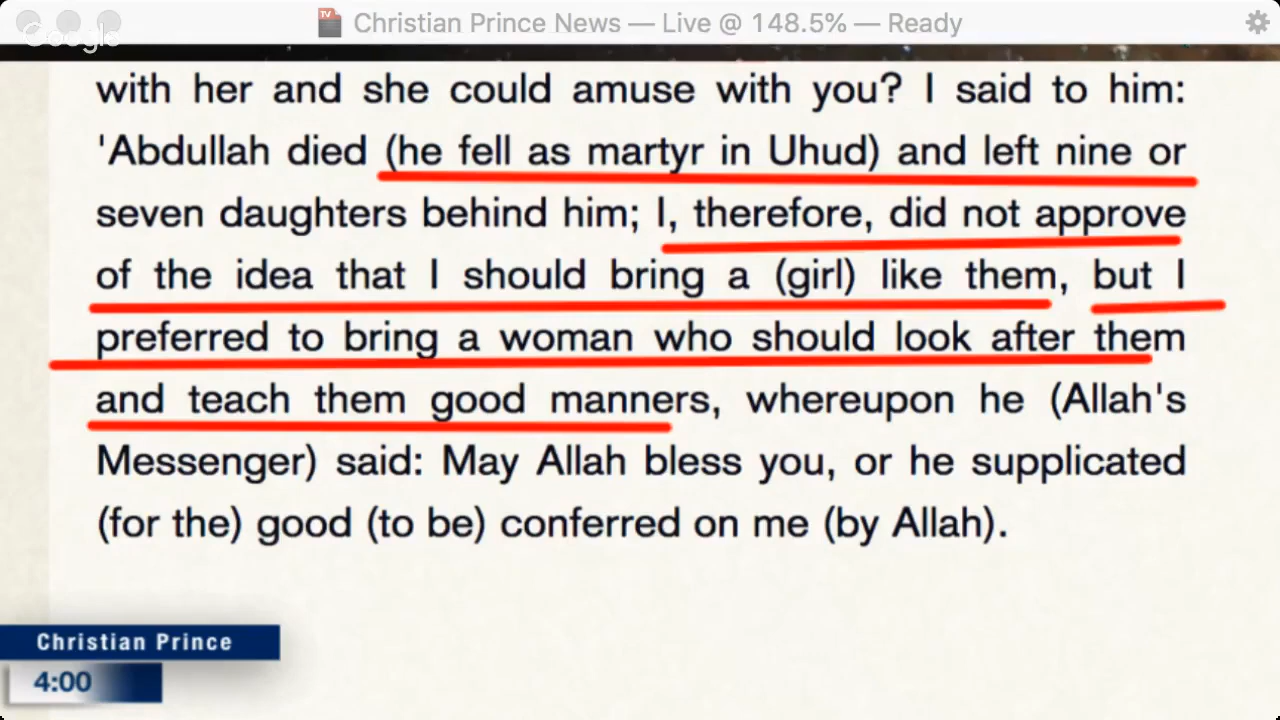 TV
Christian Prince News — Live @ 148.5% — Ready
Google
with her and she could amuse with you? I said to him:
'Abdullah died (he fell as martyr in Uhud) and left nine or
seven daughters behind him; I, therefore, did not approve
of the idea that I should bring a (girl) like them, but I
preferred to bring a woman who should look after them
and teach them good manners, whereupon he (Allah's
Messenger) said: May Allah bless you, or he supplicated
(for the) good (to be) conferred on me (by Allah).
Christian Prince
4:00